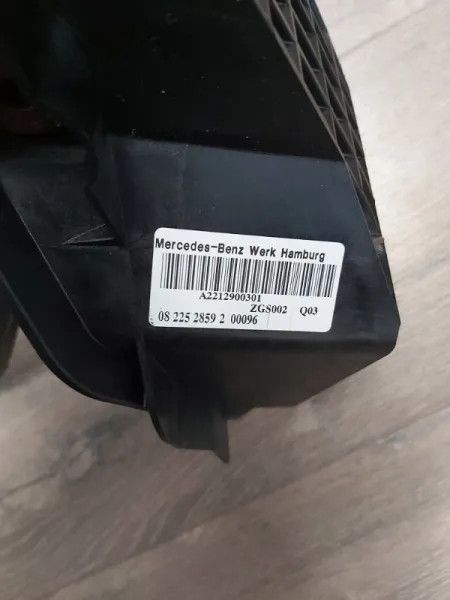 Mercedes-Benz Werk Hamburg
A2212900301
ZGS002 Q03
08 225 2859 2 00096